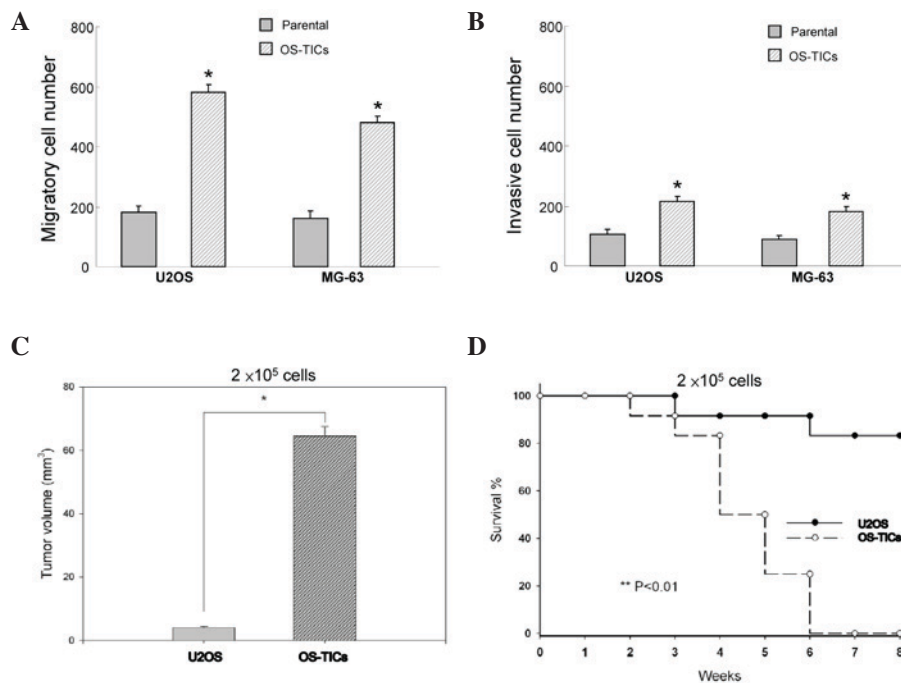 A
Migratory cell number
800
600
400
200
0
Parental
OS-TICs
*
*
U2OS
MG-63
B
Invasive cell number
800
600
400
200
0
Parental
OS-TICs
*
*
U2OS
MG-63
C
2 ×10⁵ cells
Tumor volume (mm³)
80
60
40
20
0
*
U2OS
OS-TICs
D
2 ×10⁵ cells
Survival %
100
80
60
40
20
0
U2OS
OS-TICs
** P<0.01
0 1 2 3 4 5 6 7 8
Weeks